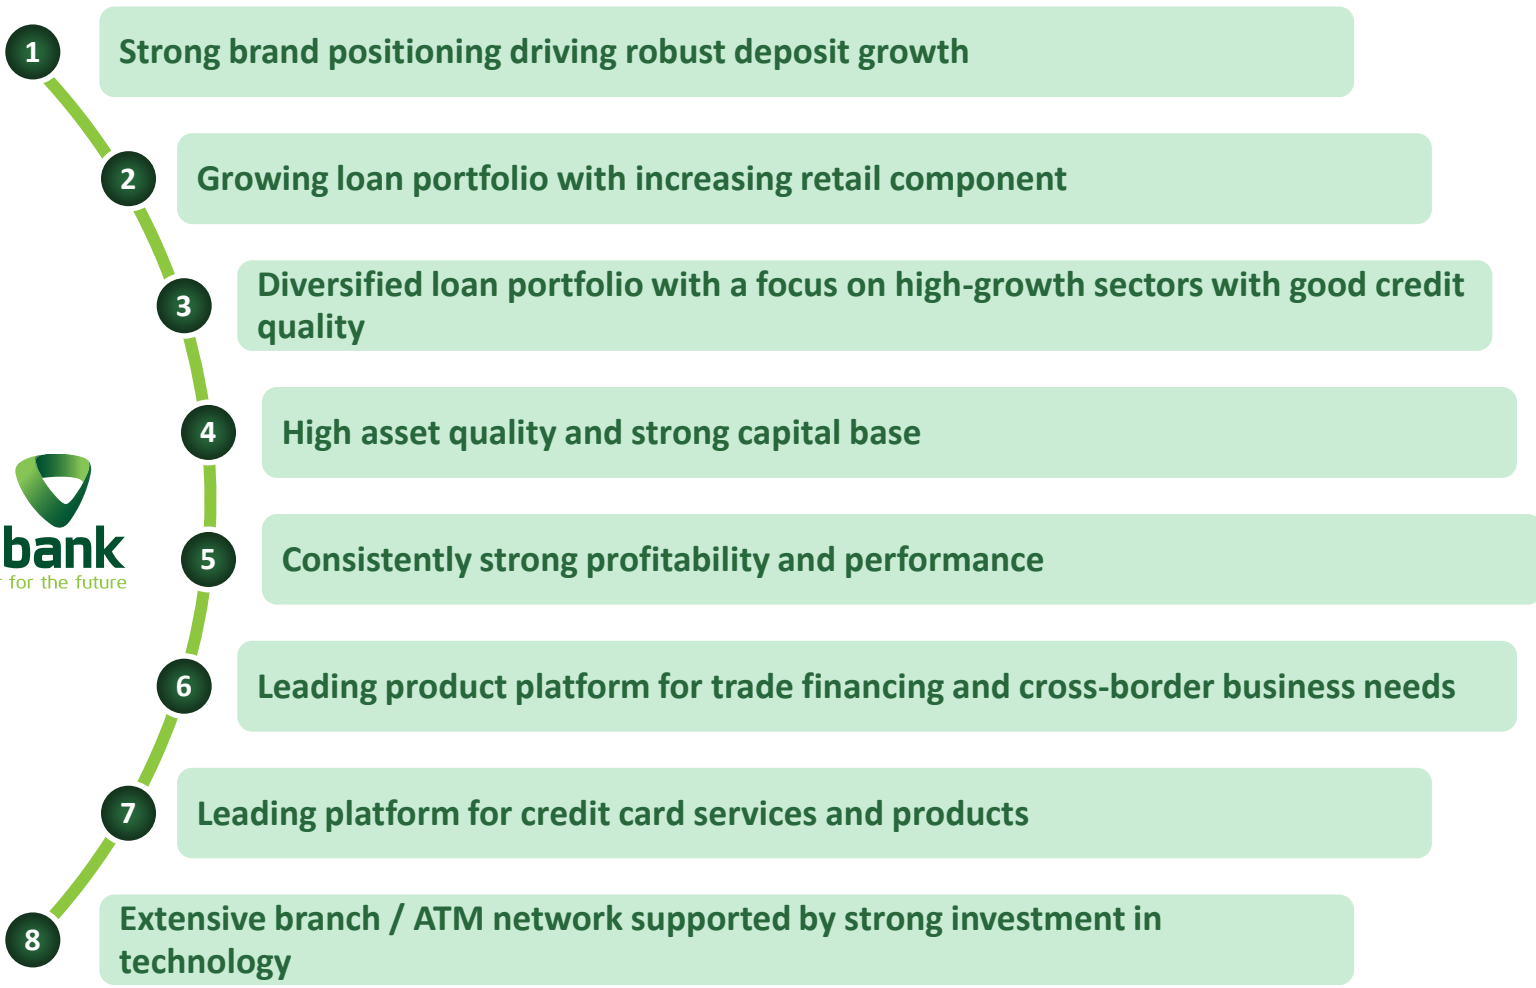 1
Strong brand positioning driving robust deposit growth
2
Growing loan portfolio with increasing retail component
3
Diversified loan portfolio with a focus on high-growth sectors with good credit
quality
4
High asset quality and strong capital base
bank
for the future
5
Consistently strong profitability and performance
6
Leading product platform for trade financing and cross-border business needs
7
Leading platform for credit card services and products
8
Extensive branch / ATM network supported by strong investment in
technology